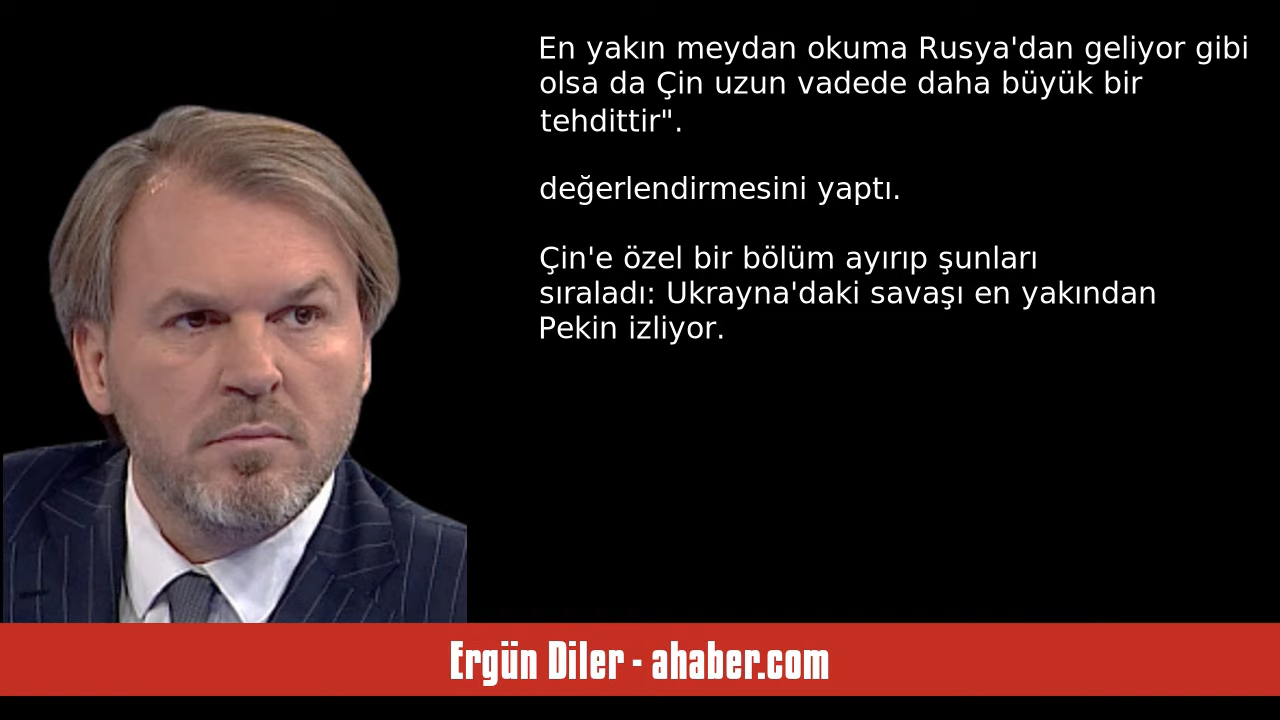 En yakın meydan okuma Rusya'dan geliyor gibi
olsa da Çin uzun vadede daha büyük bir
tehdittir".
değerlendirmesini yaptı.
Çin'e özel bir bölüm ayırıp şunları
sıraladı: Ukrayna'daki savaşı en yakından
Pekin izliyor.
Ergün Diler - ahaber.com